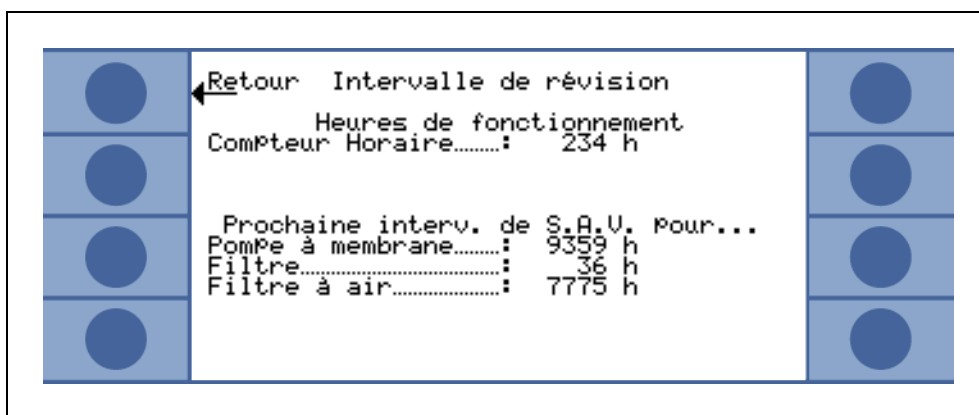 Retour Intervalle de révision
Heures de fonctionnement
Compteur Horaire........: 234 h
Prochaine interv. de S.A.V. pour...
Pompe à membrane........: 9359 h
Filtre..................................: 36 h
Filtre à air...................: 7775 h